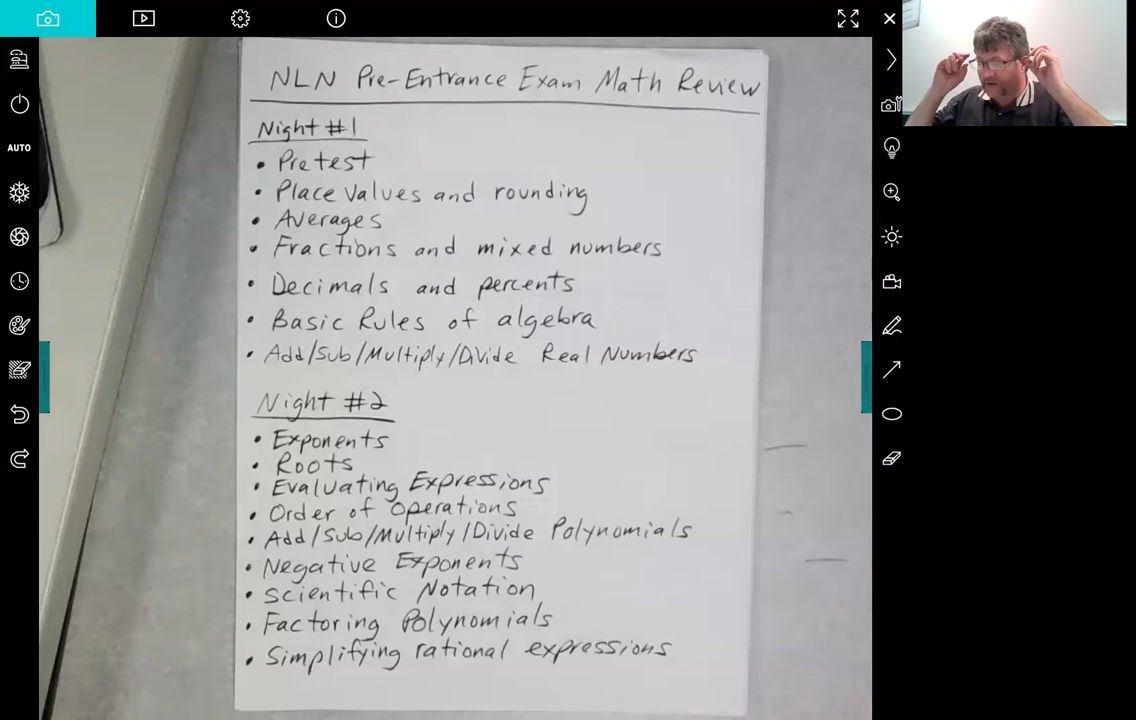 NLN Pre-Entrance Exam Math Review
Night #1
• Pretest
• Place Values and rounding
• Averages
• Fractions and mixed numbers
• Decimals and percents
• Basic Rules of algebra
• Add/Sub/Multiply/Divide Real Numbers
Night #2
• Exponents
• Roots
• Evaluating Expressions
• Order of Operations
• Add/Sub/Multiply/Divide Polynomials
• Negative Exponents
• Scientific Notation
• Factoring Polynomials
• Simplifying rational expressions
AUTO